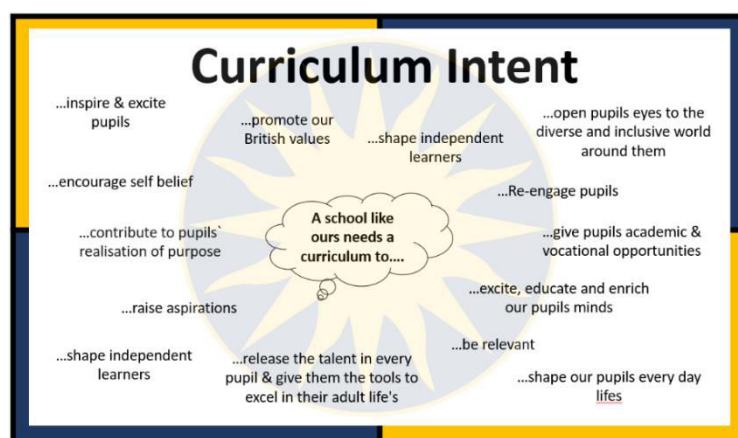 Curriculum Intent
...inspire & excite
pupils
...promote our
British values
...shape independent
learners
...open pupils eyes to the
diverse and inclusive world
around them
...encourage self belief
...Re-engage pupils
A school like
ours needs a
curriculum to....
...contribute to pupils`
realisation of purpose
...give pupils academic &
vocational opportunities
...raise aspirations
...excite, educate and enrich
our pupils minds
...be relevant
...shape independent
learners
...release the talent in every
pupil & give them the tools to
excel in their adult life's
...shape our pupils every day
lifes